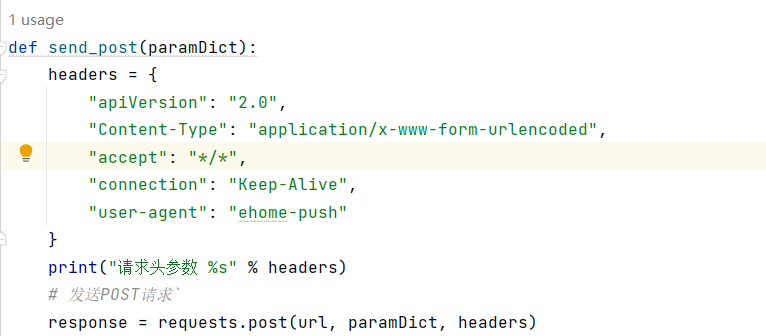 1 usage
def send_post(paramDict):
    headers = {
        "apiVersion": "2.0",
        "Content-Type": "application/x-www-form-urlencoded",
        "accept": "*/*",
        "connection": "Keep-Alive",
        "user-agent": "ehome-push"
    }
    print("请求头参数 %s" % headers)
    # 发送POST请求`
    response = requests.post(url, paramDict, headers)